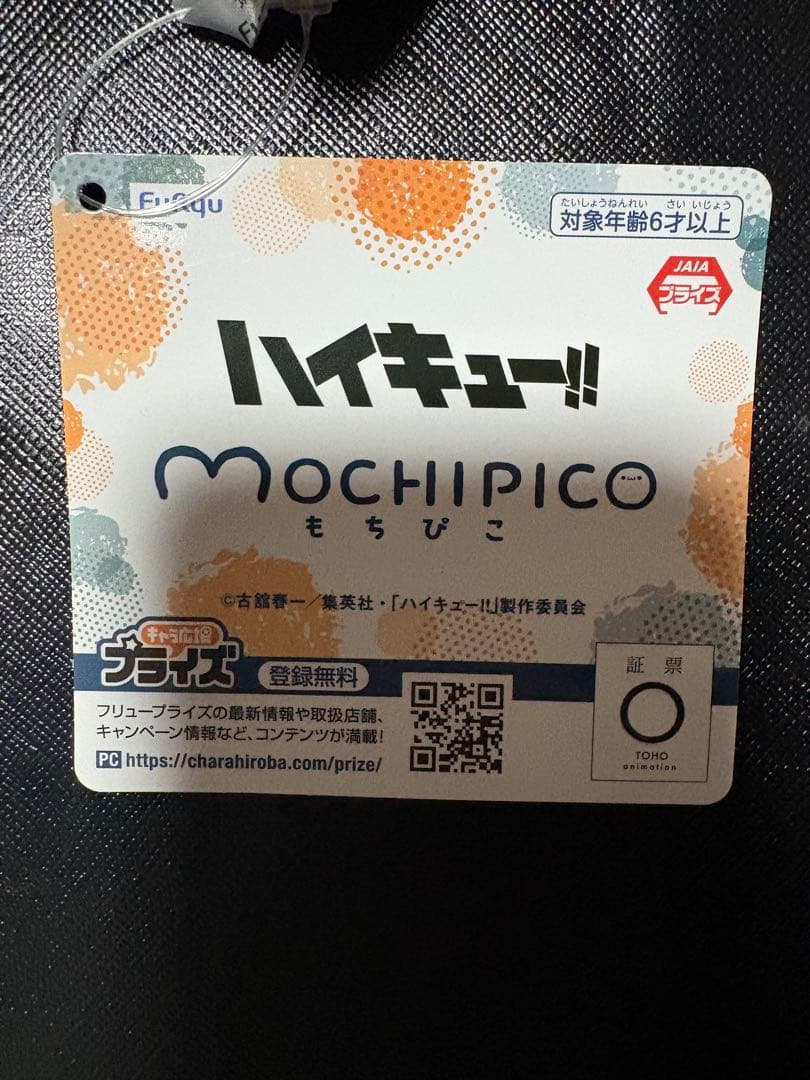 FuRyu
たいしょうねんれい さい いじょう
対象年齢6才以上
JAIA
プライズ
ハイキュー!!
MOCHIPICO
もちぴこ
©古舘春一／集英社・「ハイキュー!!」製作委員会
キャラ広場
プライズ
登録無料
フリュープライズの最新情報や取扱店舗、
キャンペーン情報など、コンテンツが満載!
PC https://charahiroba.com/prize/
証票
TOHO
animation